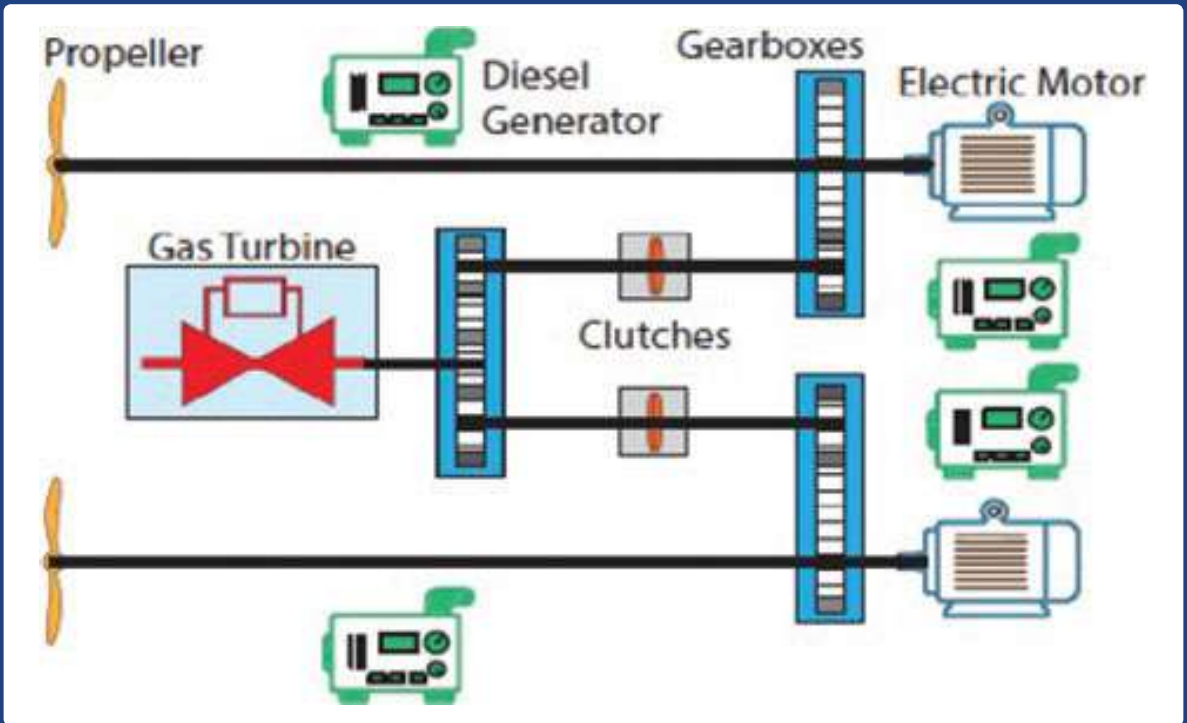 Propeller
Diesel
Generator
Gearboxes
Electric Motor
Gas Turbine
Clutches